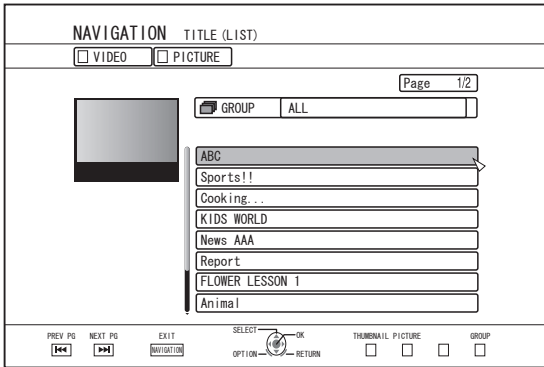 NAVIGATION TITLE (LIST)
VIDEO PICTURE
Page 1/2
GROUP ALL
ABC
Sports!!
Cooking...
KIDS WORLD
News AAA
Report
FLOWER LESSON 1
Animal
PREV PG NEXT PG EXIT SELECT OK THUMBNAIL PICTURE GROUP
NAVIGATION OPTION RETURN